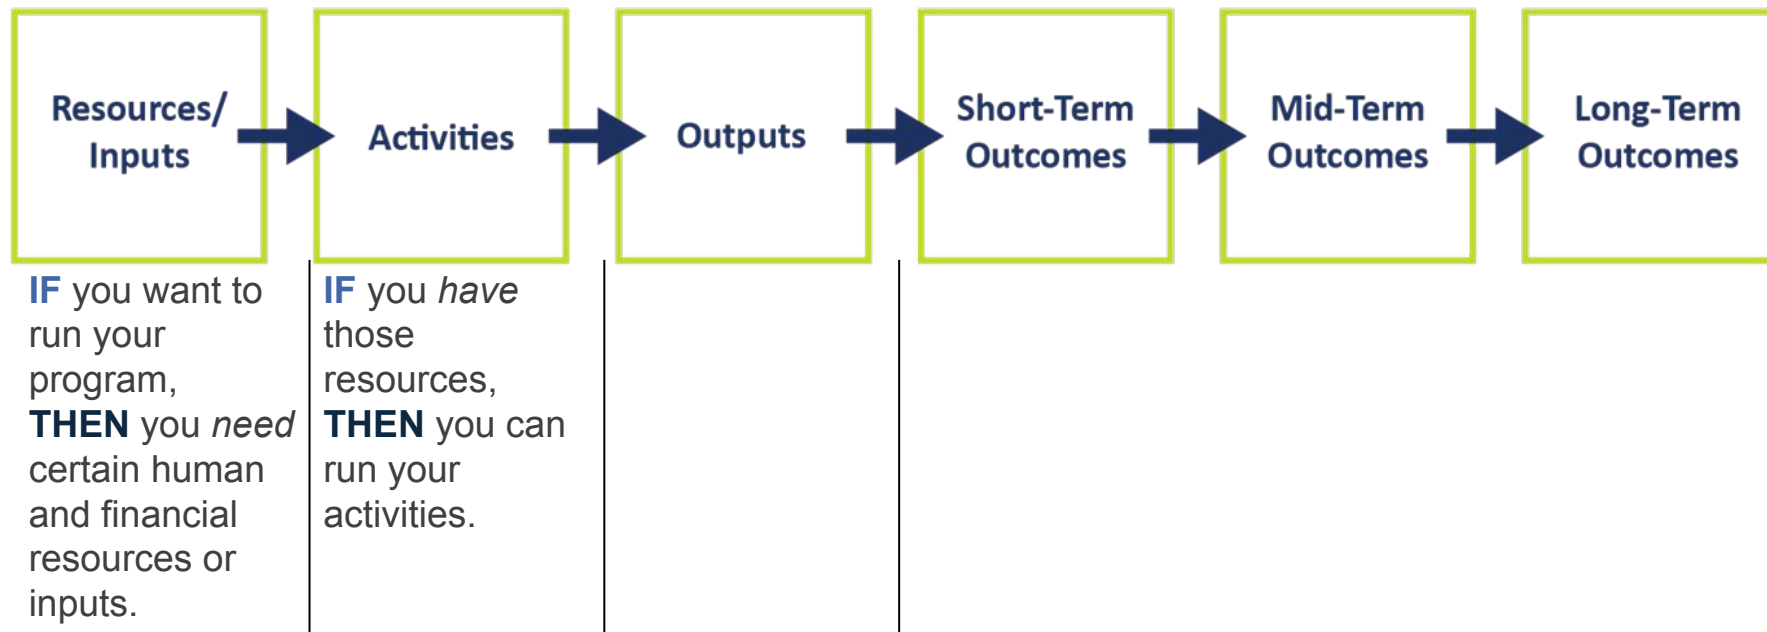 Resources/
Inputs
Activities
Outputs
Short-Term
Outcomes
Mid-Term
Outcomes
Long-Term
Outcomes
IF you want to
run your
program,
THEN you need
certain human
and financial
resources or
inputs.
IF you have
those
resources,
THEN you can
run your
activities.